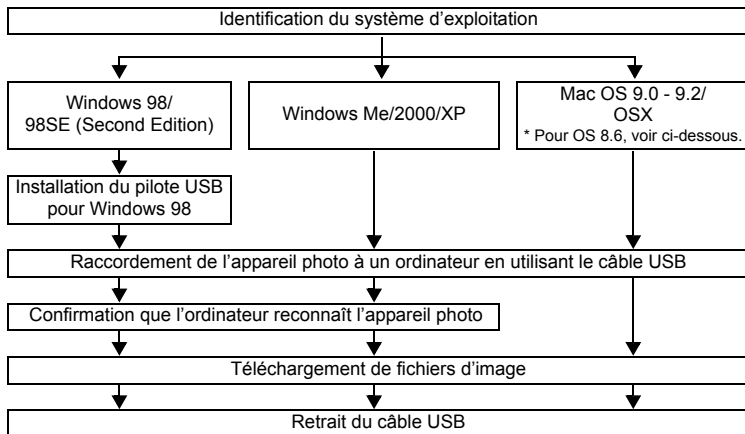 Identification du système d'exploitation
Windows 98/
98SE (Second Edition)
Windows Me/2000/XP
Mac OS 9.0 - 9.2/
OSX
* Pour OS 8.6, voir ci-dessous.
Installation du pilote USB
pour Windows 98
Raccordement de l'appareil photo à un ordinateur en utilisant le câble USB
Confirmation que l'ordinateur reconnaît l'appareil photo
Téléchargement de fichiers d'image
Retrait du câble USB